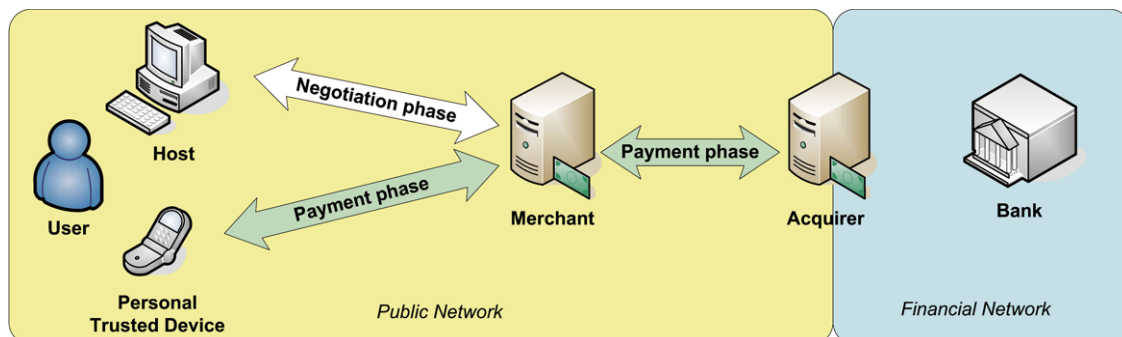 Negotiation phase
Host
Payment phase
User
Personal
Trusted Device
Merchant
Payment phase
Acquirer
Bank
Public Network
Financial Network